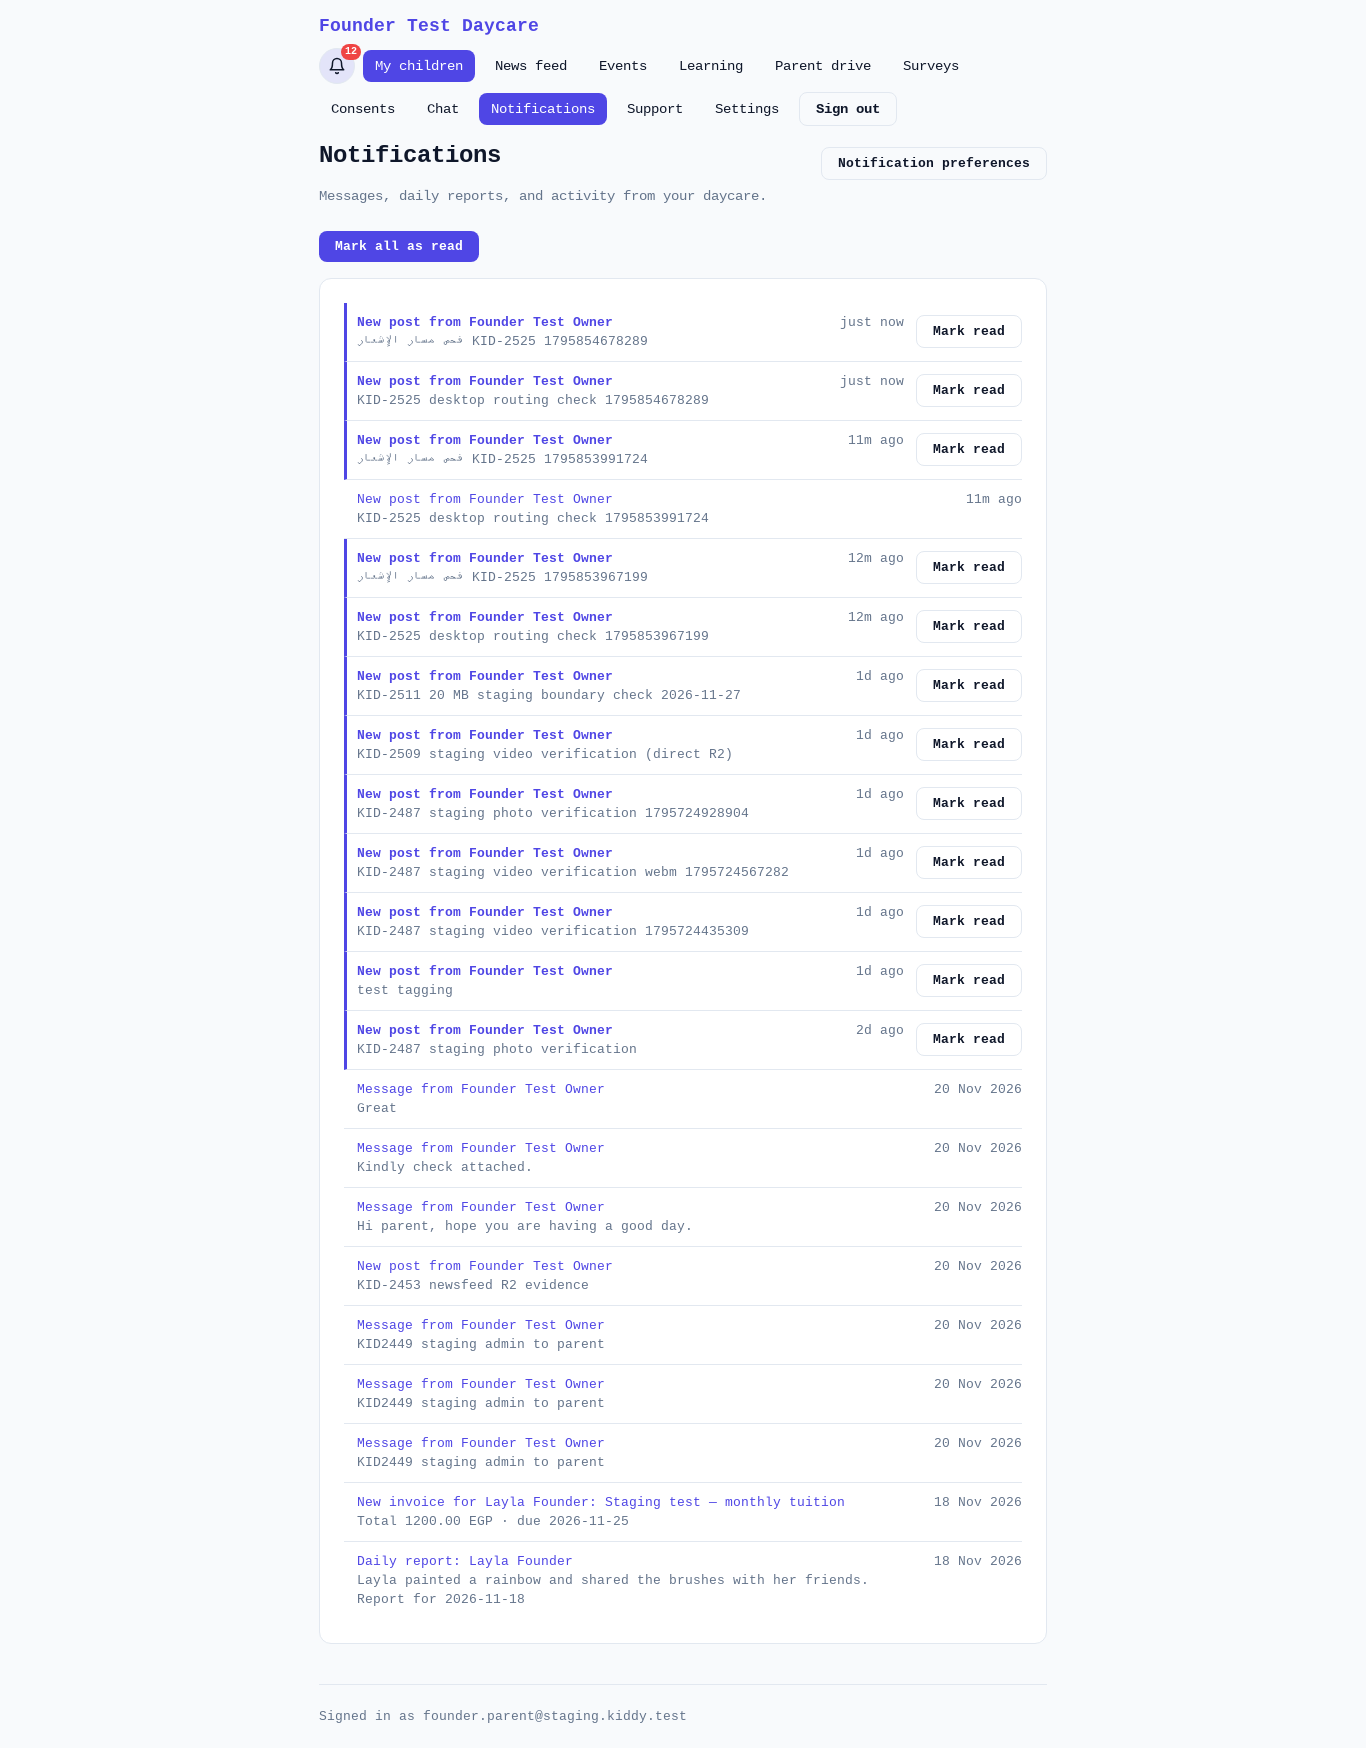 Founder Test Daycare
12
My children
News feed
Events
Learning
Parent drive
Surveys
Consents
Chat
Notifications
Support
Settings
Sign out
Notifications
Notification preferences
Messages, daily reports, and activity from your daycare.
Mark all as read
New post from Founder Test Owner
just now
Mark read
فحص مسار الإشعار KID-2525 1795854678289
New post from Founder Test Owner
just now
Mark read
KID-2525 desktop routing check 1795854678289
New post from Founder Test Owner
11m ago
Mark read
فحص مسار الإشعار KID-2525 1795853991724
New post from Founder Test Owner
11m ago
KID-2525 desktop routing check 1795853991724
New post from Founder Test Owner
12m ago
Mark read
فحص مسار الإشعار KID-2525 1795853967199
New post from Founder Test Owner
12m ago
Mark read
KID-2525 desktop routing check 1795853967199
New post from Founder Test Owner
1d ago
Mark read
KID-2511 20 MB staging boundary check 2026-11-27
New post from Founder Test Owner
1d ago
Mark read
KID-2509 staging video verification (direct R2)
New post from Founder Test Owner
1d ago
Mark read
KID-2487 staging photo verification 1795724928904
New post from Founder Test Owner
1d ago
Mark read
KID-2487 staging video verification webm 1795724567282
New post from Founder Test Owner
1d ago
Mark read
KID-2487 staging video verification 1795724435309
New post from Founder Test Owner
1d ago
Mark read
test tagging
New post from Founder Test Owner
2d ago
Mark read
KID-2487 staging photo verification
Message from Founder Test Owner
20 Nov 2026
Great
Message from Founder Test Owner
20 Nov 2026
Kindly check attached.
Message from Founder Test Owner
20 Nov 2026
Hi parent, hope you are having a good day.
New post from Founder Test Owner
20 Nov 2026
KID-2453 newsfeed R2 evidence
Message from Founder Test Owner
20 Nov 2026
KID2449 staging admin to parent
Message from Founder Test Owner
20 Nov 2026
KID2449 staging admin to parent
Message from Founder Test Owner
20 Nov 2026
KID2449 staging admin to parent
New invoice for Layla Founder: Staging test — monthly tuition
18 Nov 2026
Total 1200.00 EGP · due 2026-11-25
Daily report: Layla Founder
18 Nov 2026
Layla painted a rainbow and shared the brushes with her friends.
Report for 2026-11-18
Signed in as founder.parent@staging.kiddy.test